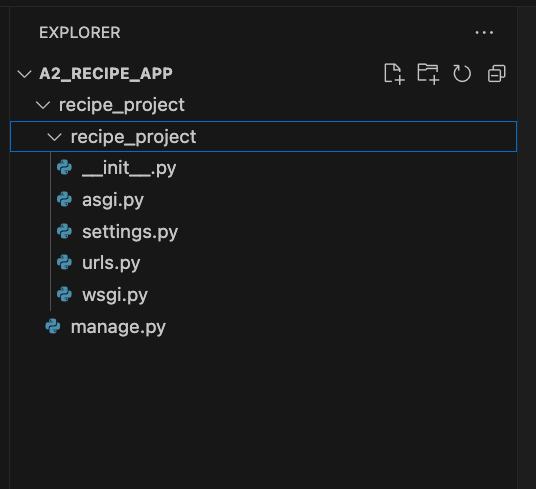 EXPLORER
A2_RECIPE_APP
recipe_project
recipe_project
__init__.py
asgi.py
settings.py
urls.py
wsgi.py
manage.py